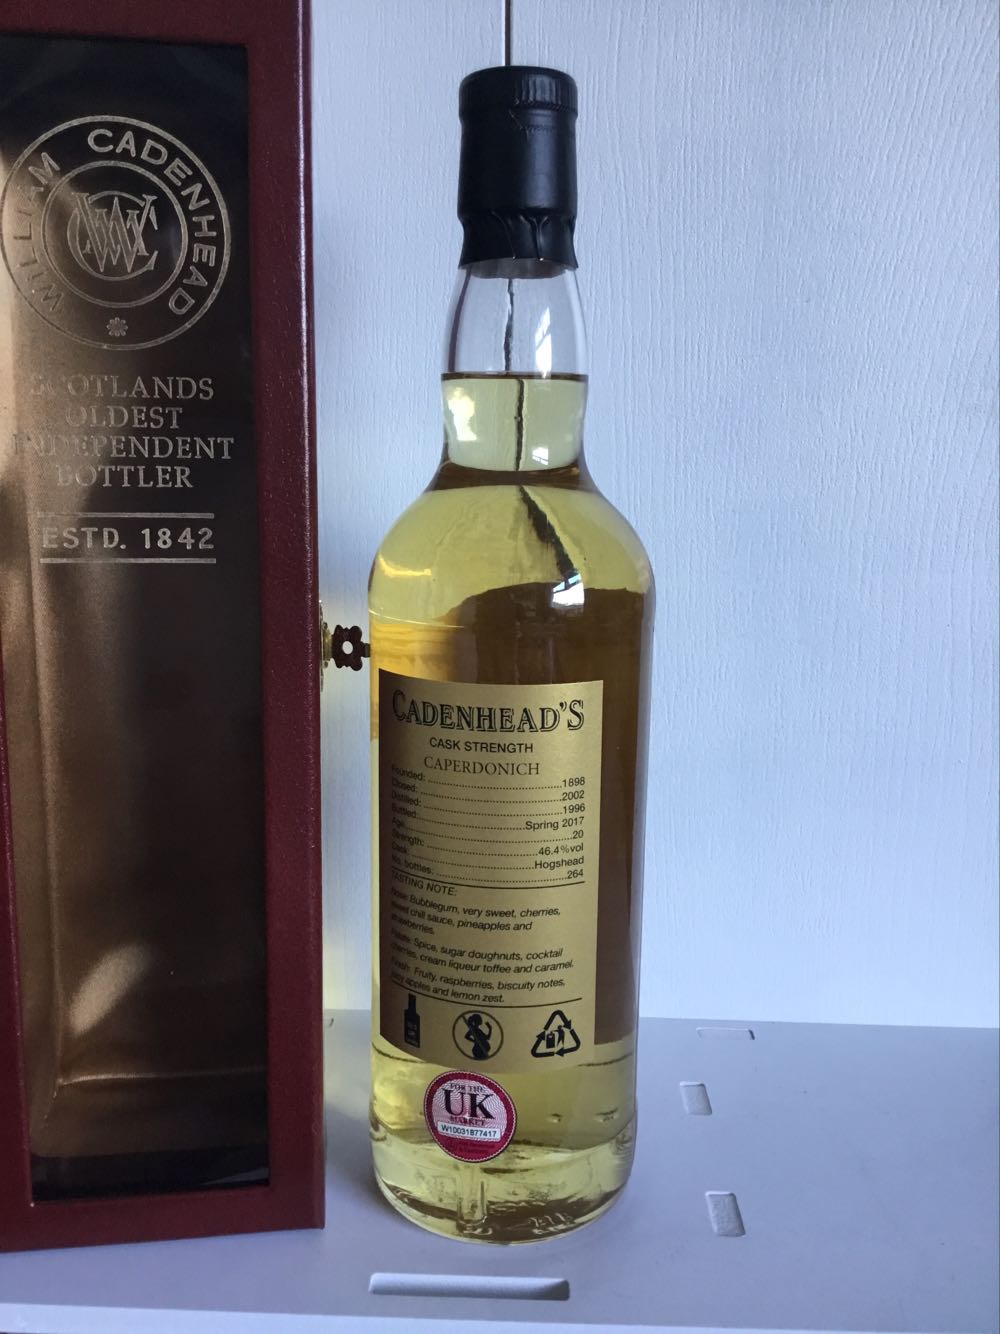 WILLIAM CADENHEAD
WC
SCOTLANDS
OLDEST
INDEPENDENT
BOTTLER
ESTD. 1842
CADENHEAD'S
CASK STRENGTH
CAPERDONICH
Founded: 1898
Closed: 2002
Distilled: 1996
Bottled: Spring 2017
Age: 20
Strength: 46.4%vol
Cask: Hogshead
No. bottles: 264
TASTING NOTE:
Nose: Bubblegum, very sweet, cherries,
sweet chili sauce, pineapples and
strawberries.
Palate: Spice, sugar doughnuts, cocktail
cherries, cream liqueur toffee and caramel.
Finish: Fruity, raspberries, biscuity notes,
juicy apples and lemon zest.
FOR THE
UK
MARKET
W10031877417